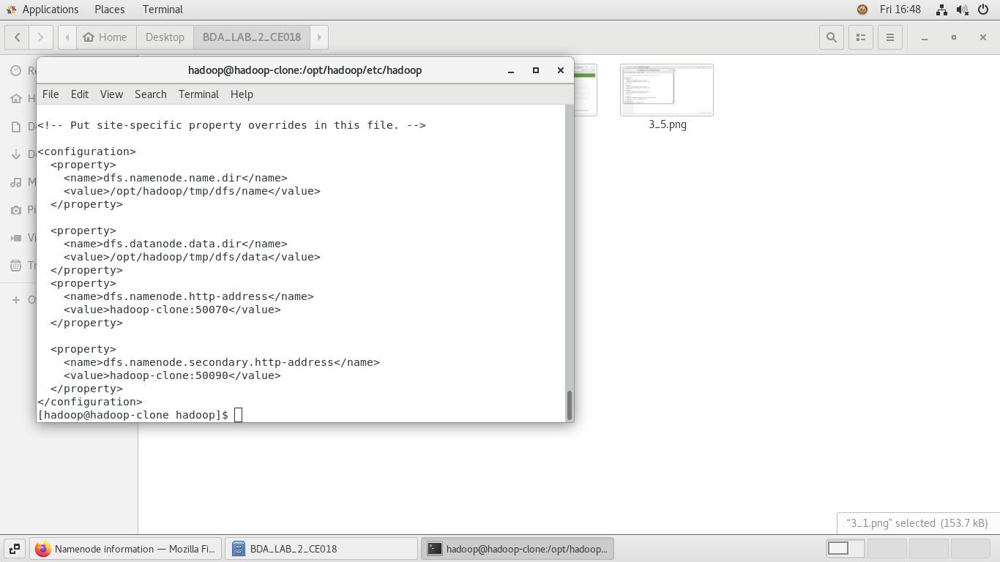 Applications Places Terminal Fri 16:48
Home Desktop BDA_LAB_2_CE018
hadoop@hadoop-clone:/opt/hadoop/etc/hadoop
File Edit View Search Terminal Help
<!-- Put site-specific property overrides in this file. -->
<configuration>
  <property>
    <name>dfs.namenode.name.dir</name>
    <value>/opt/hadoop/tmp/dfs/name</value>
  </property>
  <property>
    <name>dfs.datanode.data.dir</name>
    <value>/opt/hadoop/tmp/dfs/data</value>
  </property>
  <property>
    <name>dfs.namenode.http-address</name>
    <value>hadoop-clone:50070</value>
  </property>
  <property>
    <name>dfs.namenode.secondary.http-address</name>
    <value>hadoop-clone:50090</value>
  </property>
</configuration>
[hadoop@hadoop-clone hadoop]$
3_5.png
“3_1.png” selected (153.7 kB)
Namenode information — Mozilla Fi...
BDA_LAB_2_CE018
hadoop@hadoop-clone:/opt/hadoop...